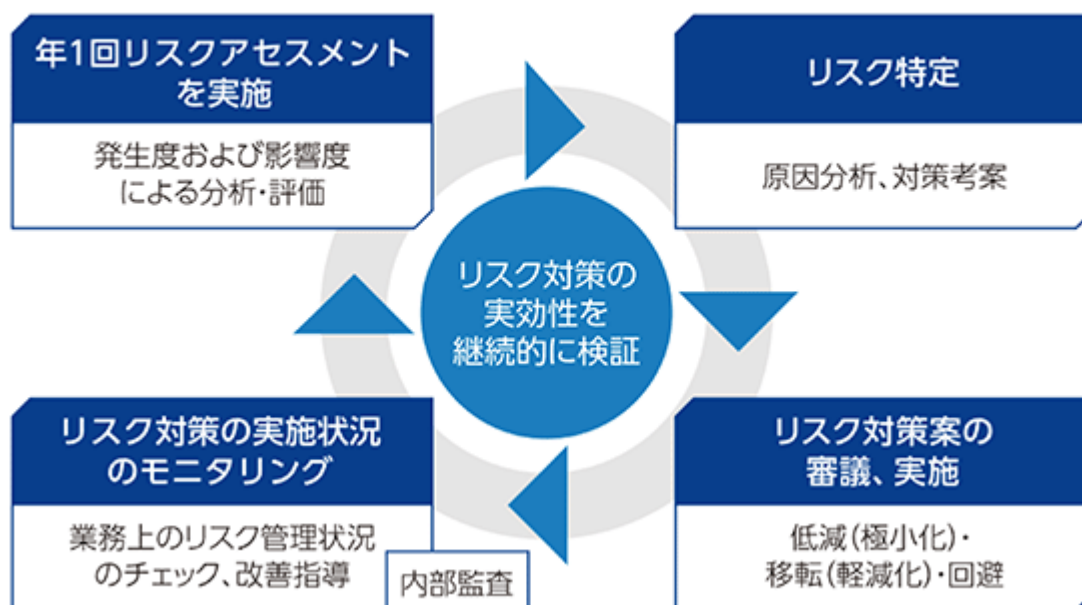 年1回リスクアセスメント
を実施
発生度および影響度
による分析・評価
リスク特定
原因分析、対策考案
リスク対策の
実効性を
継続的に検証
リスク対策の実施状況
のモニタリング
業務上のリスク管理状況
のチェック、改善指導
内部監査
リスク対策案の
審議、実施
低減(極小化)・
移転(軽減化)・回避